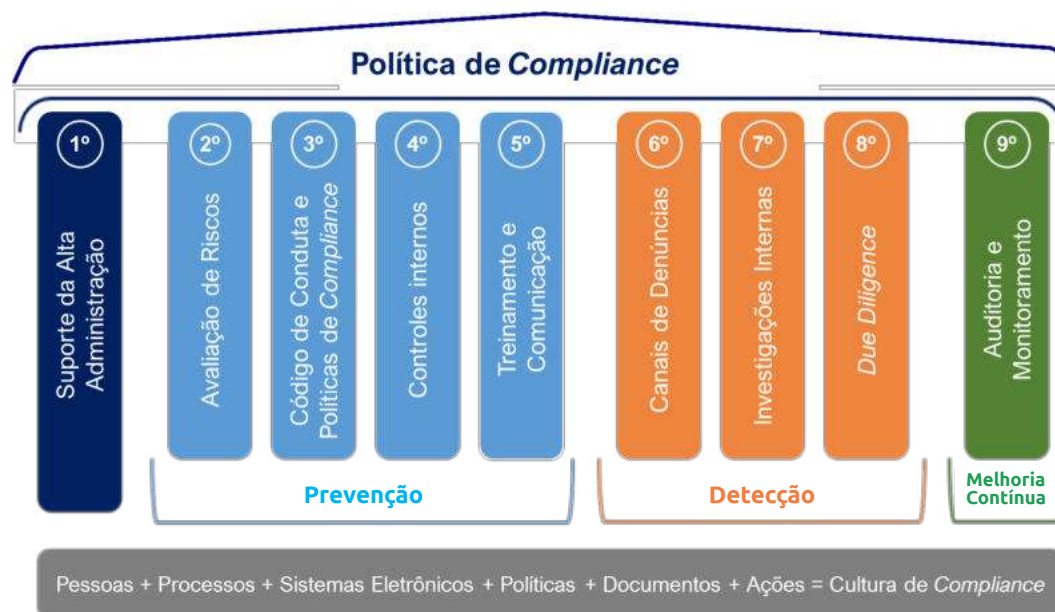 Política de Compliance
1º
Suporte da Alta
Administração
2º
Avaliação de Riscos
3º
Código de Conduta e
Políticas de Compliance
4º
Controles internos
5º
Treinamento e
Comunicação
6º
Canais de Denúncias
7º
Investigações Internas
8º
Due Diligence
9º
Auditoria e
Monitoramento
Prevenção
Detecção
Melhoria
Contínua
Pessoas + Processos + Sistemas Eletrônicos + Políticas + Documentos + Ações = Cultura de Compliance